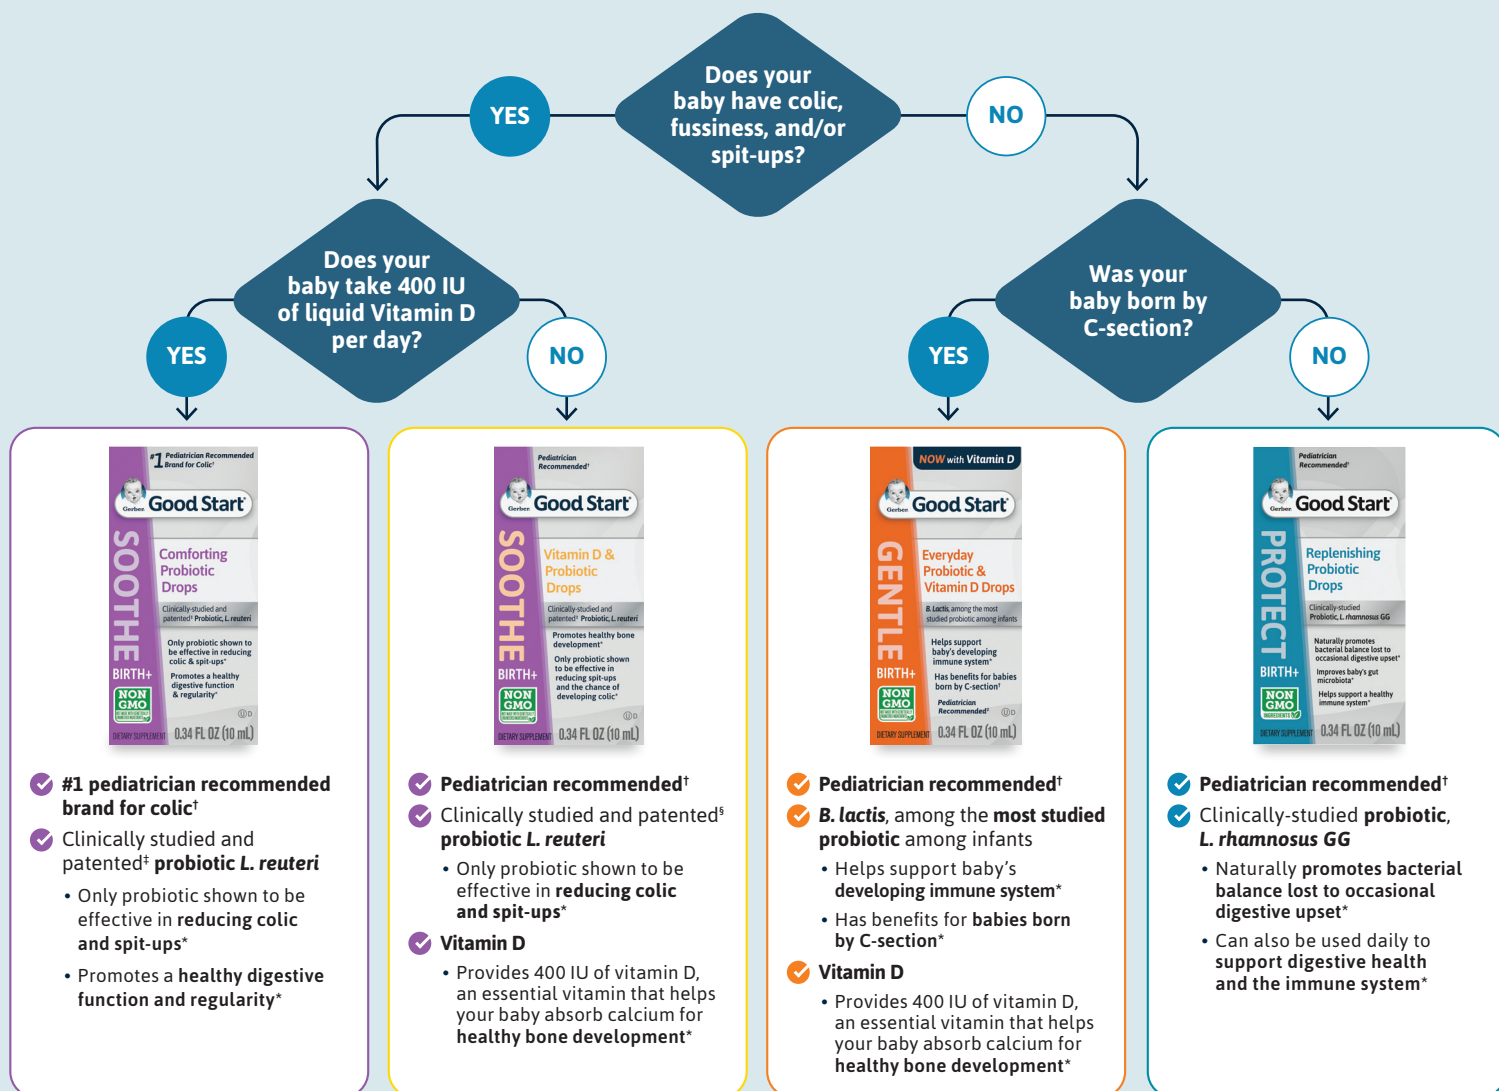 Does your
baby have colic,
fussiness, and/or
spit-ups?
YES
NO
Does your
baby take 400 IU
of liquid Vitamin D
per day?
YES
NO
Was your
baby born by
C-section?
YES
NO
#1 Pediatrician Recommended
Brand for Colic†
Gerber Good Start®
SOOTHE
Comforting
Probiotic
Drops
Clinically-studied and
patented‡ Probiotic, L. reuteri
Only probiotic shown to
be effective in reducing
colic & spit-ups*
Promotes a healthy
digestive function
& regularity*
BIRTH+
NON
GMO
DIETARY SUPPLEMENT
0.34 FL OZ (10 mL)
#1 pediatrician recommended
brand for colic†
Clinically studied and
patented‡ probiotic L. reuteri
• Only probiotic shown to be
effective in reducing colic
and spit-ups*
• Promotes a healthy digestive
function and regularity*
Pediatrician
Recommended†
Gerber Good Start®
SOOTHE
Vitamin D &
Probiotic
Drops
Clinically-studied and
patented‡ Probiotic, L. reuteri
Promotes healthy bone
development*
Only probiotic shown
to be effective in
reducing spit-ups
and the chance of
developing colic*
BIRTH+
NON
GMO
DIETARY SUPPLEMENT
0.34 FL OZ (10 mL)
Pediatrician recommended†
Clinically studied and patented§
probiotic L. reuteri
• Only probiotic shown to be
effective in reducing colic
and spit-ups*
Vitamin D
• Provides 400 IU of vitamin D,
an essential vitamin that helps
your baby absorb calcium for
healthy bone development*
NOW with Vitamin D
Gerber Good Start®
GENTLE
Everyday
Probiotic &
Vitamin D Drops
B. Lactis, among the most
studied probiotic among infants
Helps support
baby's developing
immune system*
Has benefits for babies
born by C-section†
Pediatrician
Recommended‡
BIRTH+
NON
GMO
DIETARY SUPPLEMENT
0.34 FL OZ (10 mL)
Pediatrician recommended†
B. lactis, among the most studied
probiotic among infants
• Helps support baby's
developing immune system*
• Has benefits for babies born
by C-section*
Vitamin D
• Provides 400 IU of vitamin D,
an essential vitamin that helps
your baby absorb calcium for
healthy bone development*
Pediatrician
Recommended†
Gerber Good Start®
PROTECT
Replenishing
Probiotic
Drops
Clinically-studied
Probiotic, L. rhamnosus GG
Naturally promotes
bacterial balance lost to
occasional digestive upset*
Improves baby's gut
microbiota*
Helps support a healthy
immune system*
BIRTH+
NON
GMO
INGREDIENTS
DIETARY SUPPLEMENT
0.34 FL OZ (10 mL)
Pediatrician recommended†
Clinically-studied probiotic,
L. rhamnosus GG
• Naturally promotes bacterial
balance lost to occasional
digestive upset*
• Can also be used daily to
support digestive health
and the immune system*